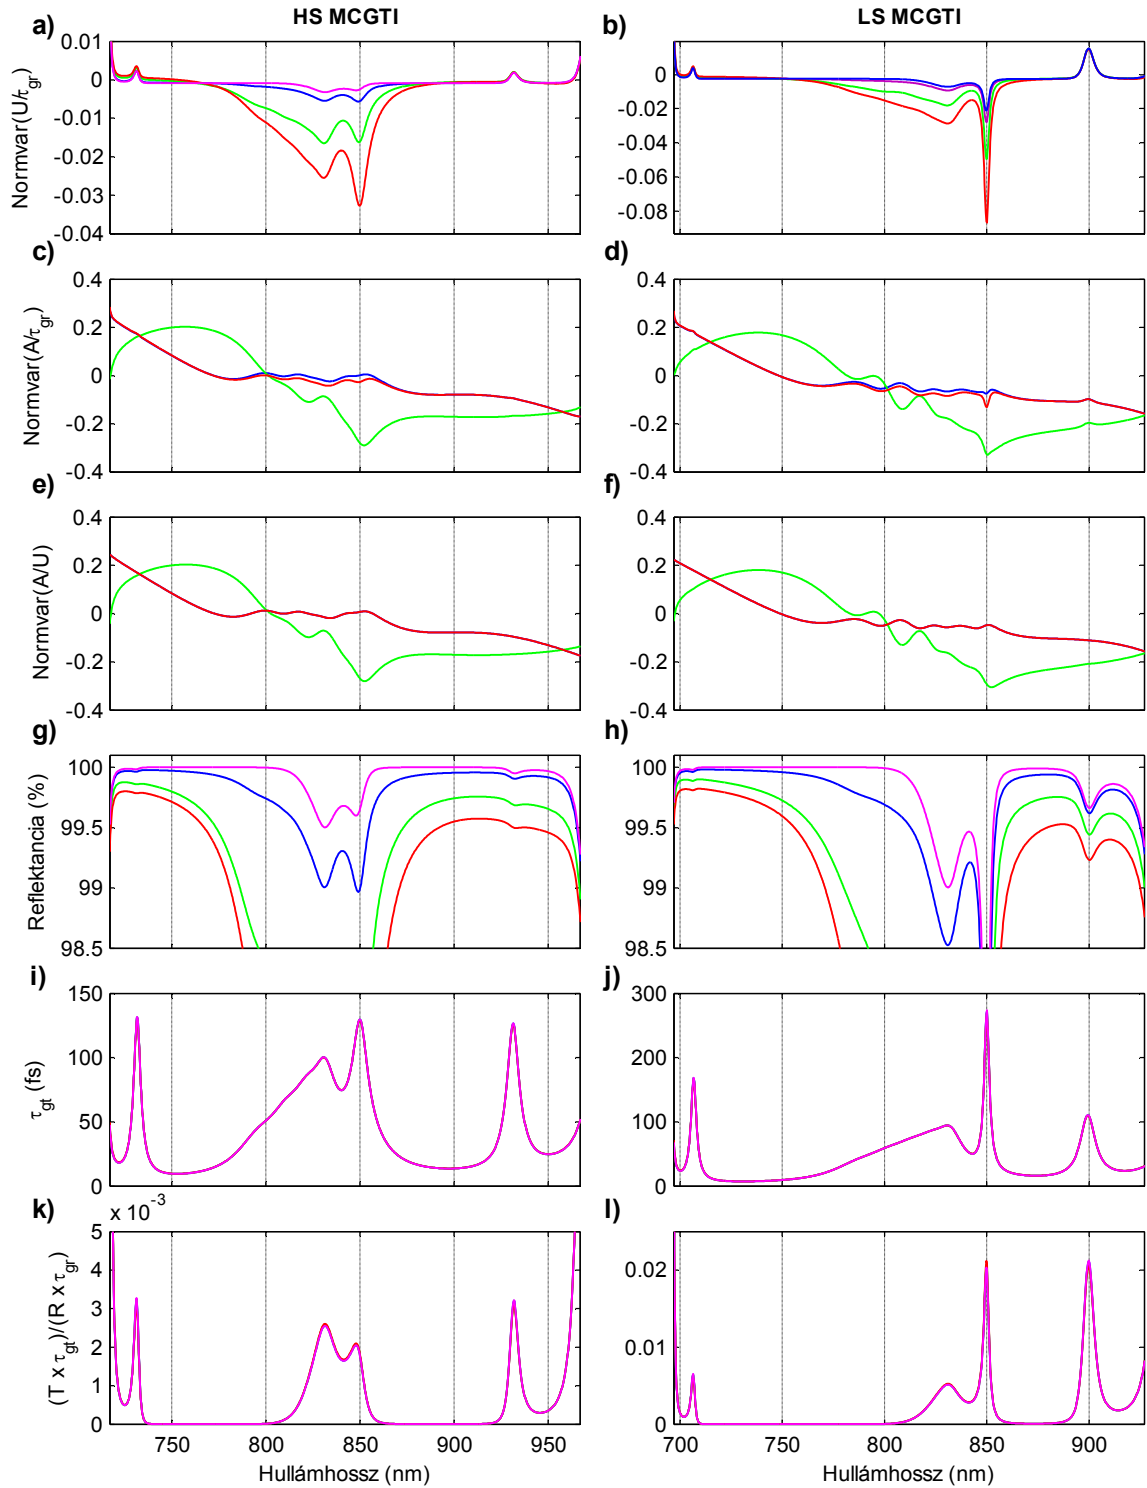 HS MCGTI
LS MCGTI
a)
0.01
0
-0.01
-0.02
-0.03
-0.04
Normvar(U/τgr)
b)
0
-0.02
-0.04
-0.06
-0.08
c)
0.4
0.2
0
-0.2
-0.4
Normvar(A/τgr)
d)
0.4
0.2
0
-0.2
-0.4
e)
0.4
0.2
0
-0.2
-0.4
Normvar(A/U)
f)
0.4
0.2
0
-0.2
-0.4
g)
100
99.5
99
98.5
Reflektancia (%)
h)
100
99.5
99
98.5
i)
150
100
50
0
τgt (fs)
j)
300
200
100
0
k)
x 10-3
5
4
3
2
1
0
(T x τgt)/(R x τgr)
750
800
850
900
950
Hullámhossz (nm)
l)
0.02
0.01
0
700
750
800
850
900
Hullámhossz (nm)